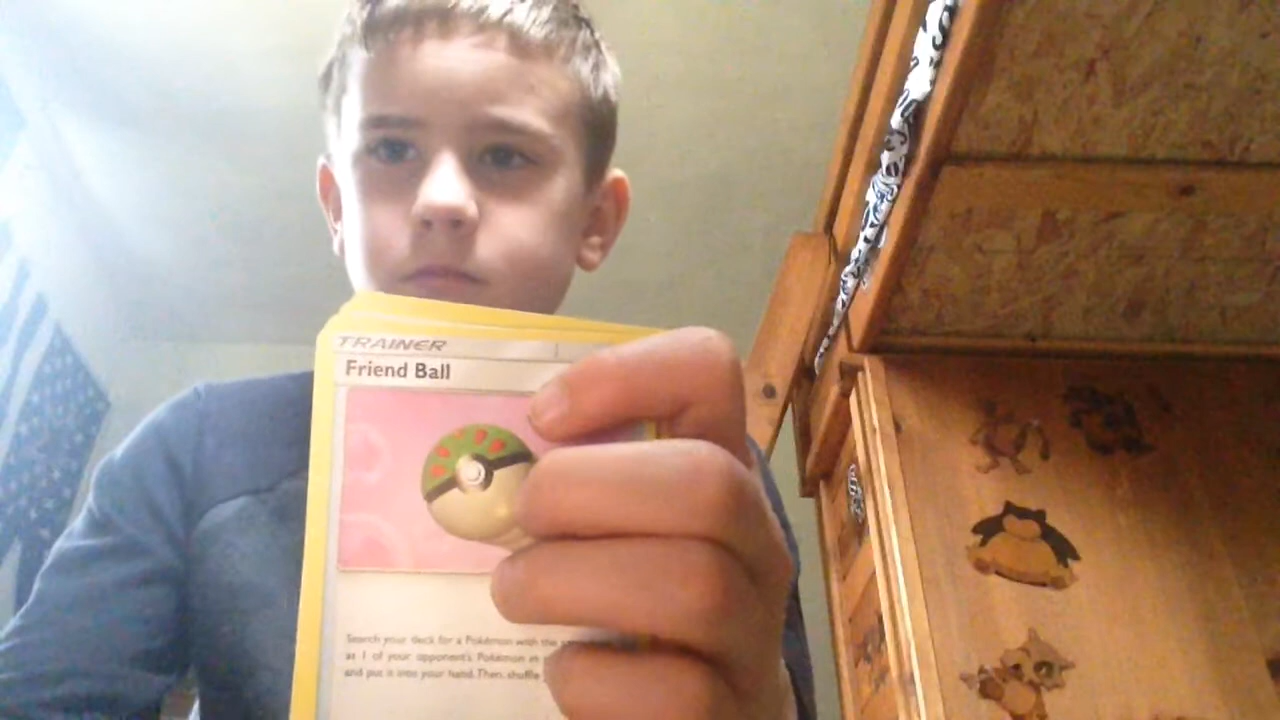 TRAINER
Friend Ball
Search your deck for a Pokémon with the
as 1 of your opponent's Pokémon in
and put it into your hand. Then, shuffle